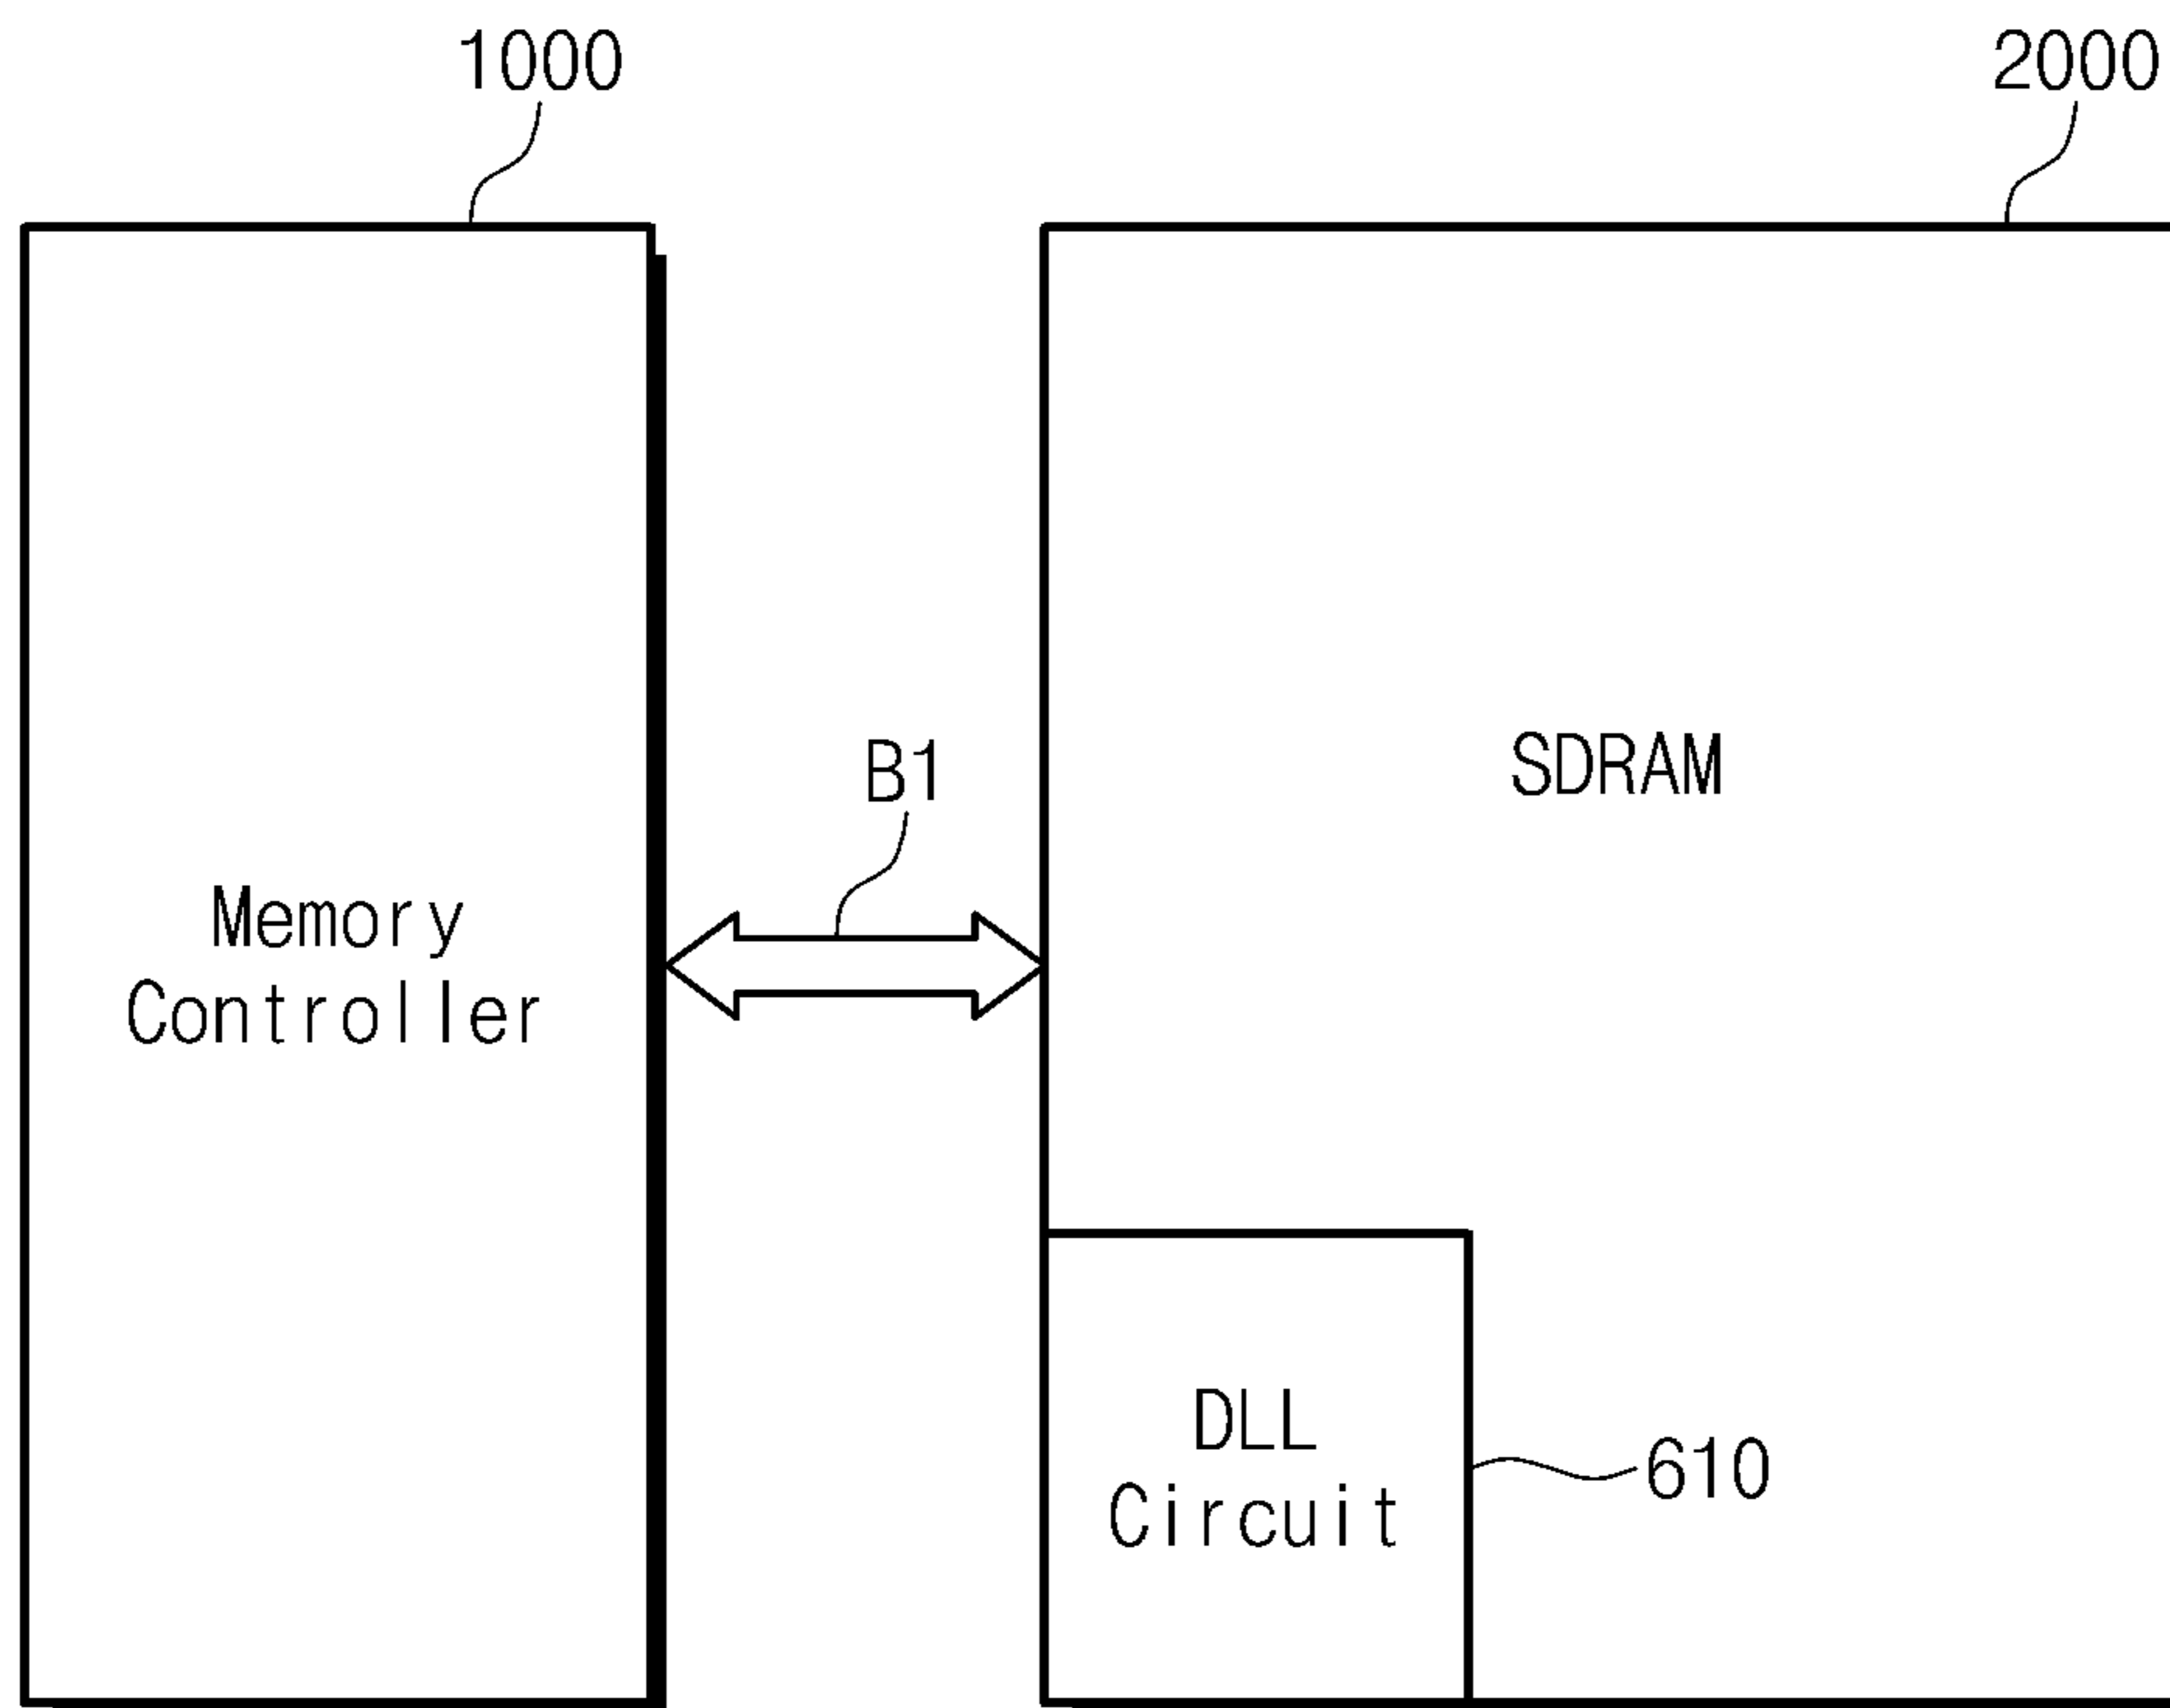 1000
2000
B1
SDRAM
Memory
Controller
DLL
Circuit
610